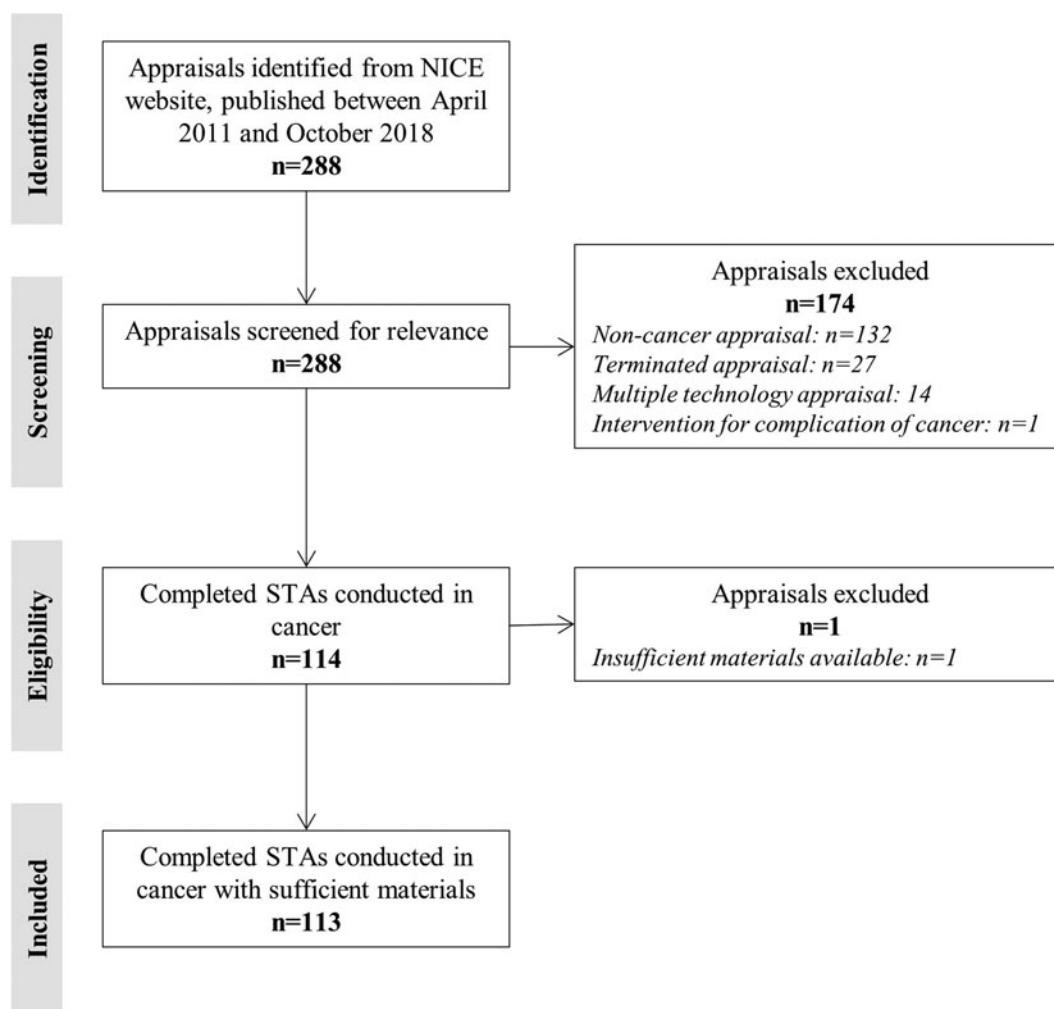 Identification
Appraisals identified from NICE
website, published between April
2011 and October 2018
n=288
Screening
Appraisals screened for relevance
n=288
Appraisals excluded
n=174
Non-cancer appraisal: n=132
Terminated appraisal: n=27
Multiple technology appraisal: 14
Intervention for complication of cancer: n=1
Eligibility
Completed STAs conducted in
cancer
n=114
Appraisals excluded
n=1
Insufficient materials available: n=1
Included
Completed STAs conducted in
cancer with sufficient materials
n=113